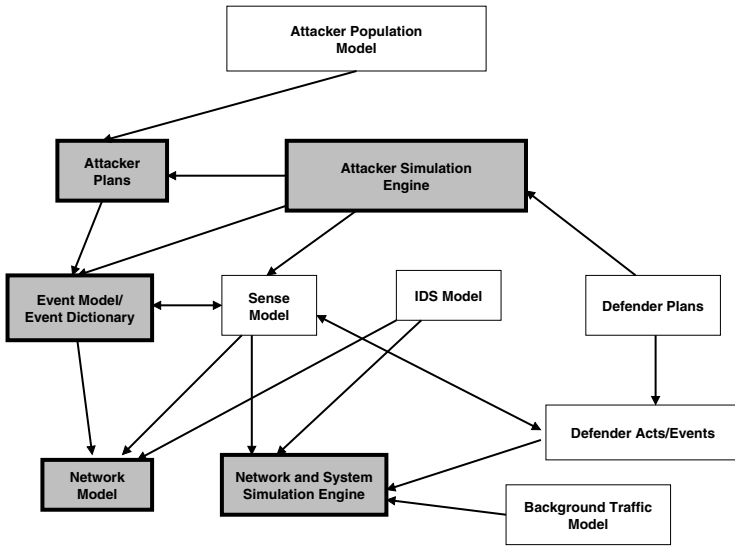 Attacker Population
Model
Attacker
Plans
Attacker Simulation
Engine
Event Model/
Event Dictionary
Sense
Model
IDS Model
Defender Plans
Defender Acts/Events
Network
Model
Network and System
Simulation Engine
Background Traffic
Model